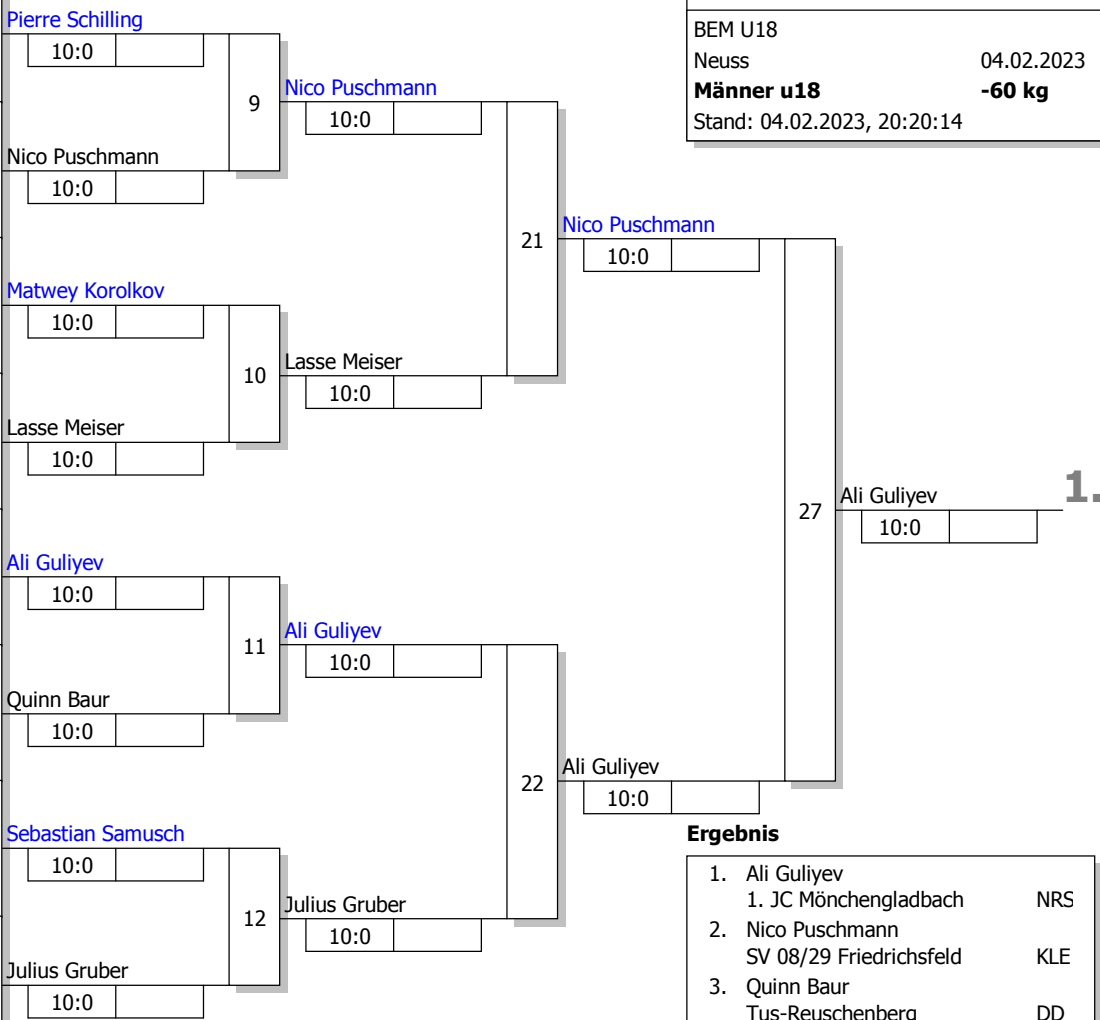 Pierre Schilling
10:0
9
Nico Puschmann
10:0
Nico Puschmann
10:0
BEM U18
Neuss 04.02.2023
Männer u18 -60 kg
Stand: 04.02.2023, 20:20:14
21
Nico Puschmann
10:0
Matwey Korolkov
10:0
10
Lasse Meiser
10:0
Lasse Meiser
10:0
27
Ali Guliyev
10:0
1.
Ali Guliyev
10:0
11
Ali Guliyev
10:0
Quinn Baur
10:0
22
Ali Guliyev
10:0
Sebastian Samusch
10:0
12
Julius Gruber
10:0
Julius Gruber
10:0
Ergebnis
1. Ali Guliyev
1. JC Mönchengladbach NRS
2. Nico Puschmann
SV 08/29 Friedrichsfeld KLE
3. Quinn Baur
Tus-Reuschenberg DD